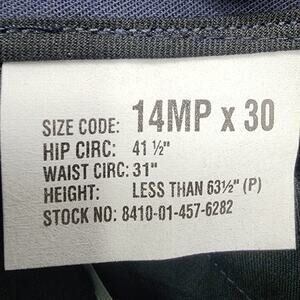 SIZE CODE: 14MP x 30
HIP CIRC: 41 ½"
WAIST CIRC: 31"
HEIGHT: LESS THAN 63½" (P)
STOCK NO: 8410-01-457-6282